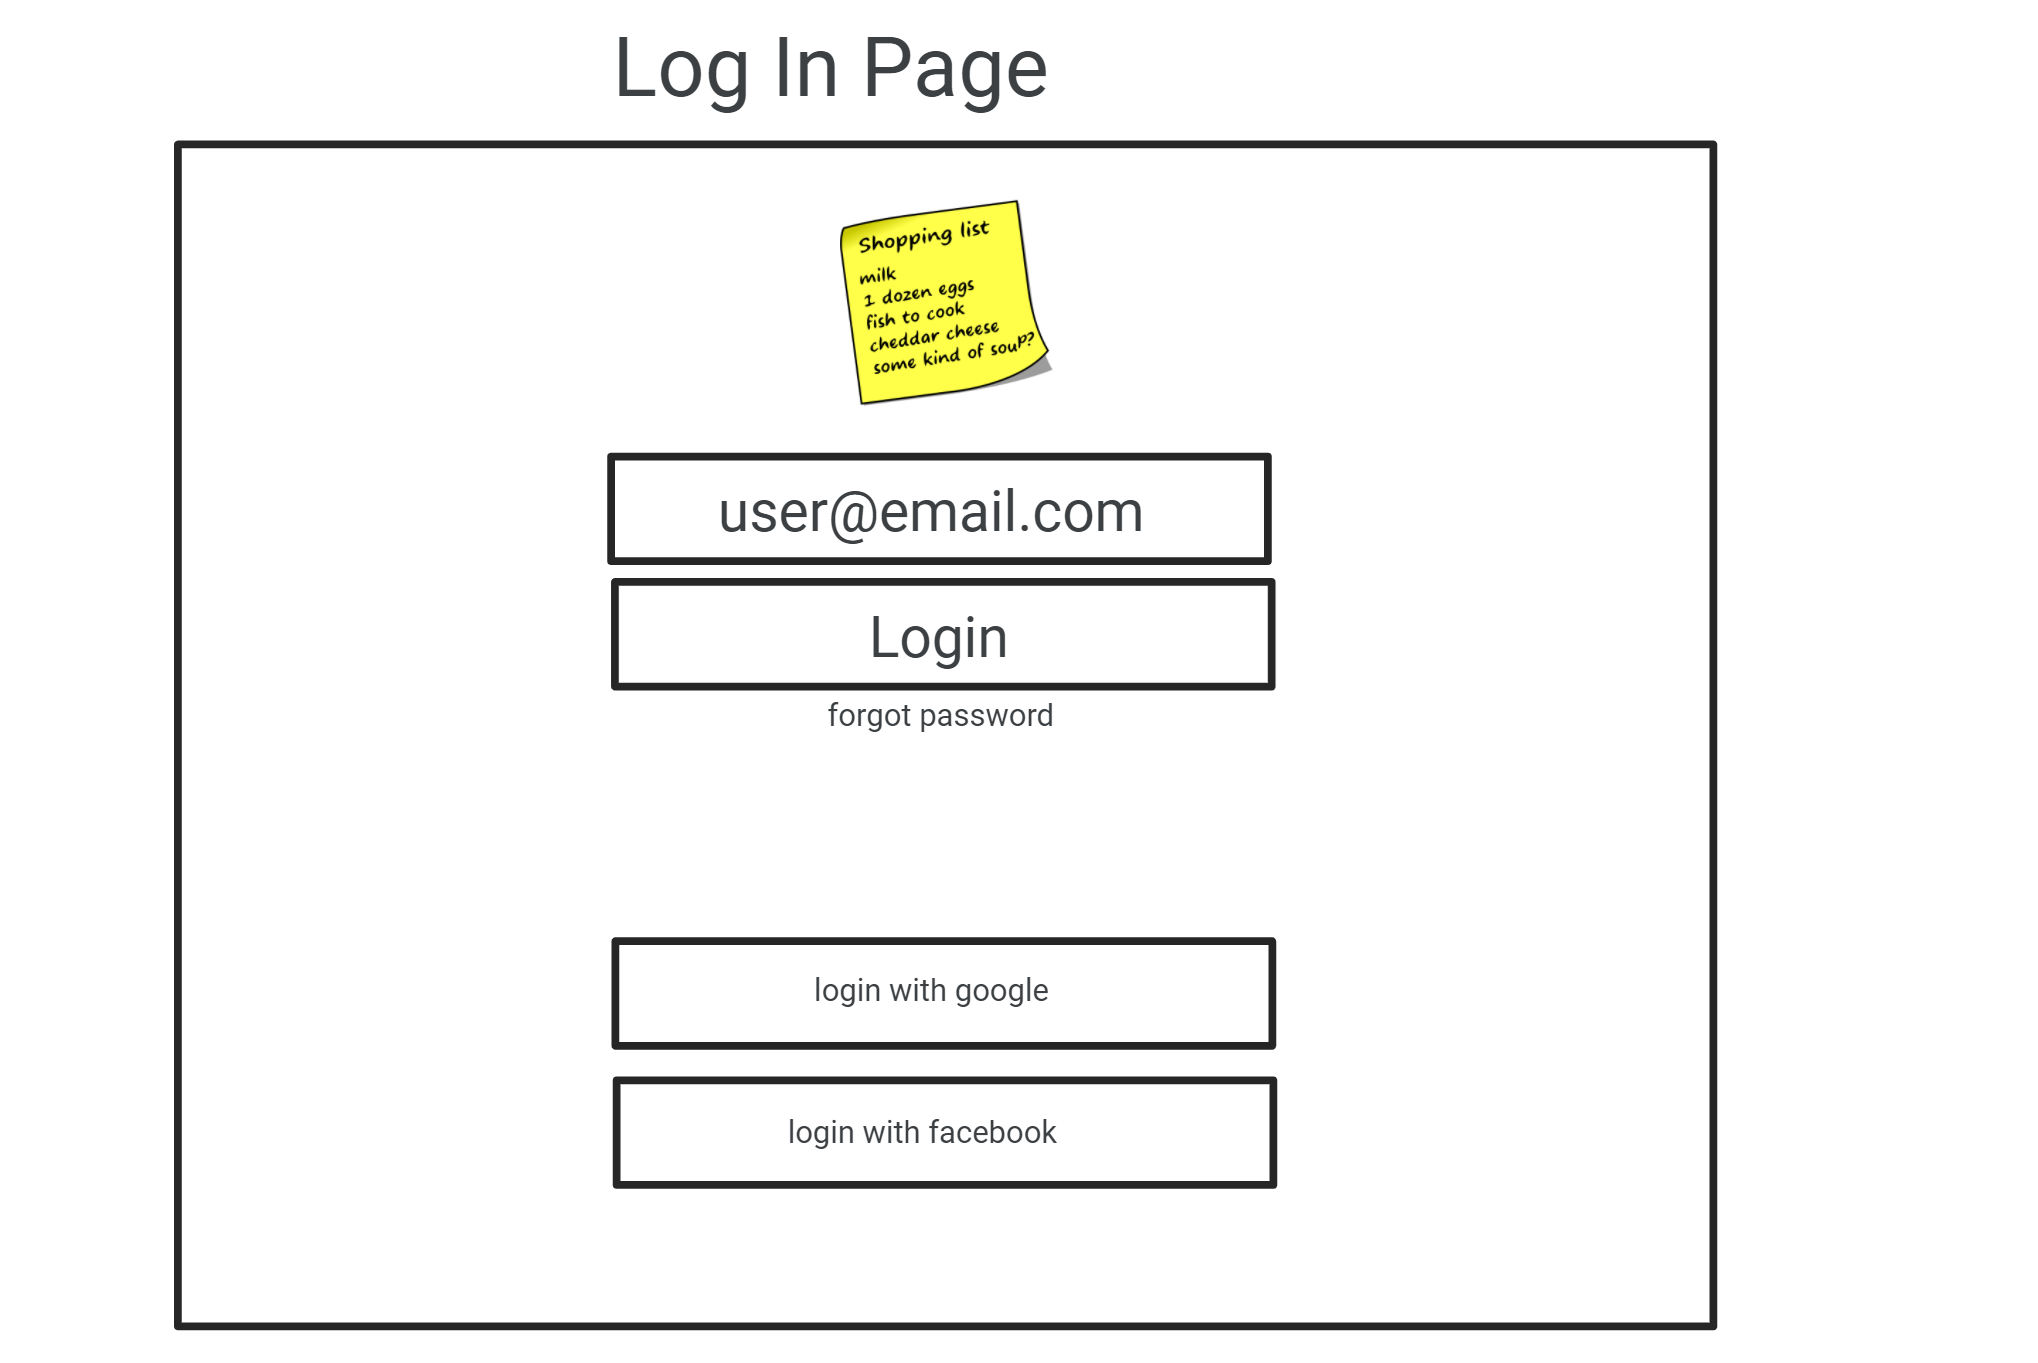 Log In Page
Shopping list
milk
1 dozen eggs
fish to cook
cheddar cheese
some kind of soup?
user@email.com
Login
forgot password
login with google
login with facebook